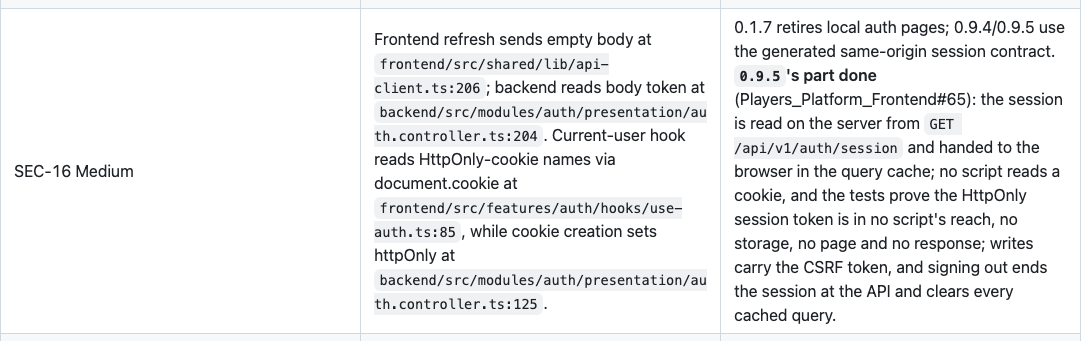 SEC-16 Medium
Frontend refresh sends empty body at
frontend/src/shared/lib/api-
client.ts:206; backend reads body token at
backend/src/modules/auth/presentation/au
th.controller.ts:204. Current-user hook
reads HttpOnly-cookie names via
document.cookie at
frontend/src/features/auth/hooks/use-
auth.ts:85, while cookie creation sets
httpOnly at
backend/src/modules/auth/presentation/au
th.controller.ts:125.
0.1.7 retires local auth pages; 0.9.4/0.9.5 use
the generated same-origin session contract.
0.9.5's part done
(Players_Platform_Frontend#65): the session
is read on the server from GET
/api/v1/auth/session and handed to the
browser in the query cache; no script reads a
cookie, and the tests prove the HttpOnly
session token is in no script's reach, no
storage, no page and no response; writes
carry the CSRF token, and signing out ends
the session at the API and clears every
cached query.